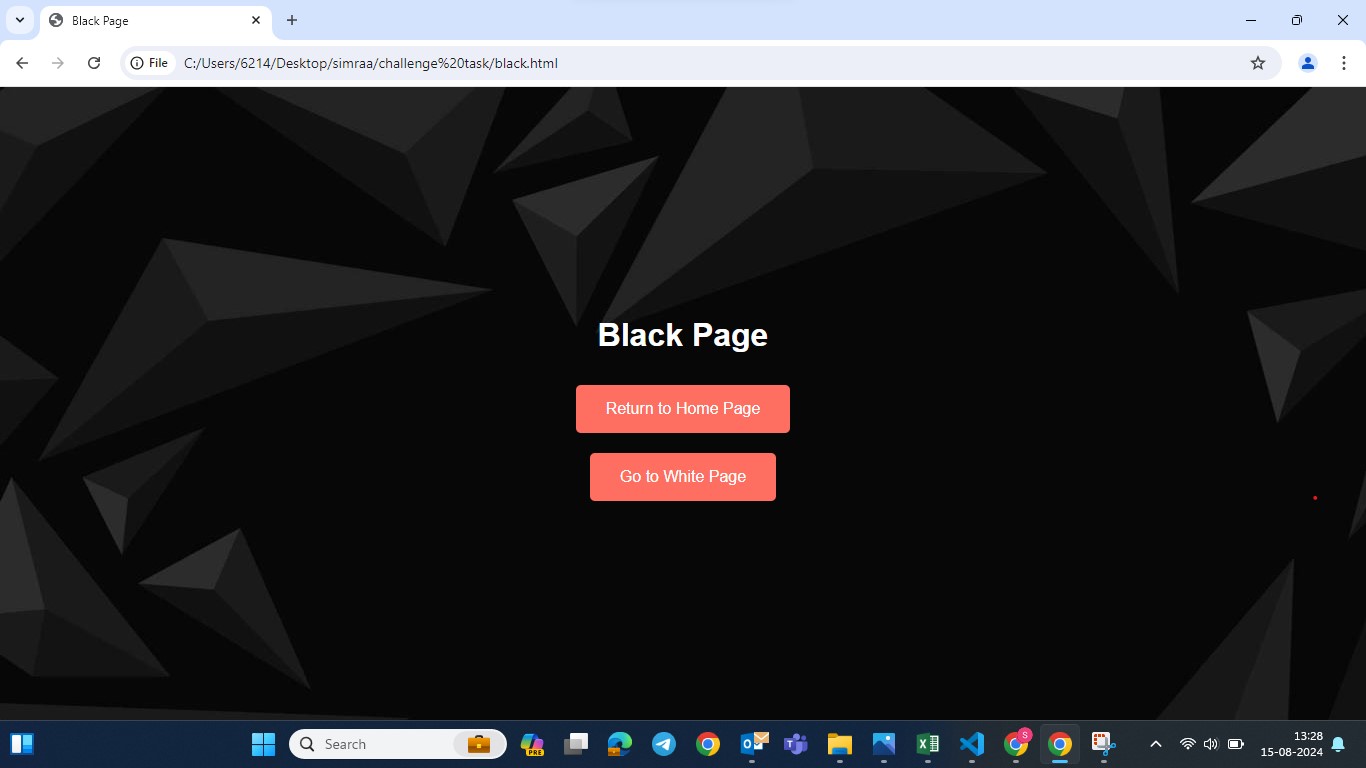 Black Page
File
C:/Users/6214/Desktop/simraa/challenge%20task/black.html
Black Page
Return to Home Page
Go to White Page
Search
PRE
S
13:28
15-08-2024